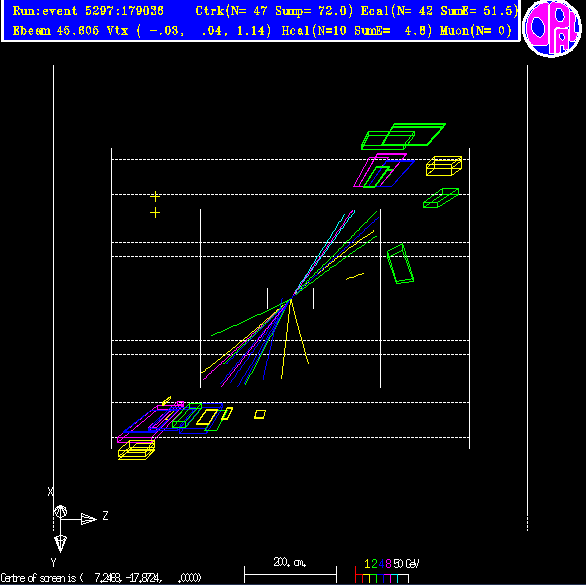 Run:event 5297:179036 Ctrk(N= 47 Sump= 72.0) Ecal(N= 42 SumE= 51.5)
Ebeam 45.605 Vtx ( -.03, .04, 1.14) Hcal(N=10 SumE= 4.8) Muon(N= 0)
OPAL
X
Z
Y
200. cm.
1 2 4 8 50 GeV
Centre of screen is ( 7.2468, -17.8724, .0000)